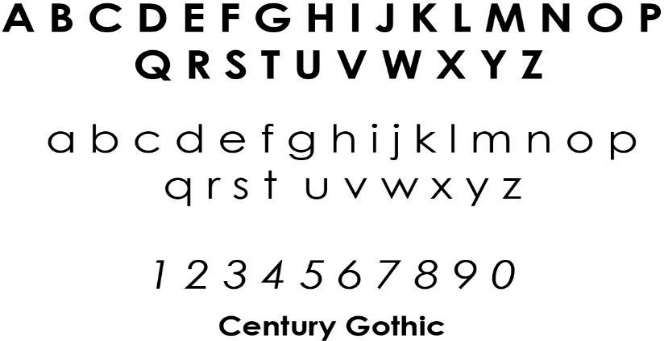 A B C D E F G H I J K L M N O P
Q R S T U V W X Y Z
a b c d e f g h i j k l m n o p
q r s t u v w x y z
1 2 3 4 5 6 7 8 9 0
Century Gothic